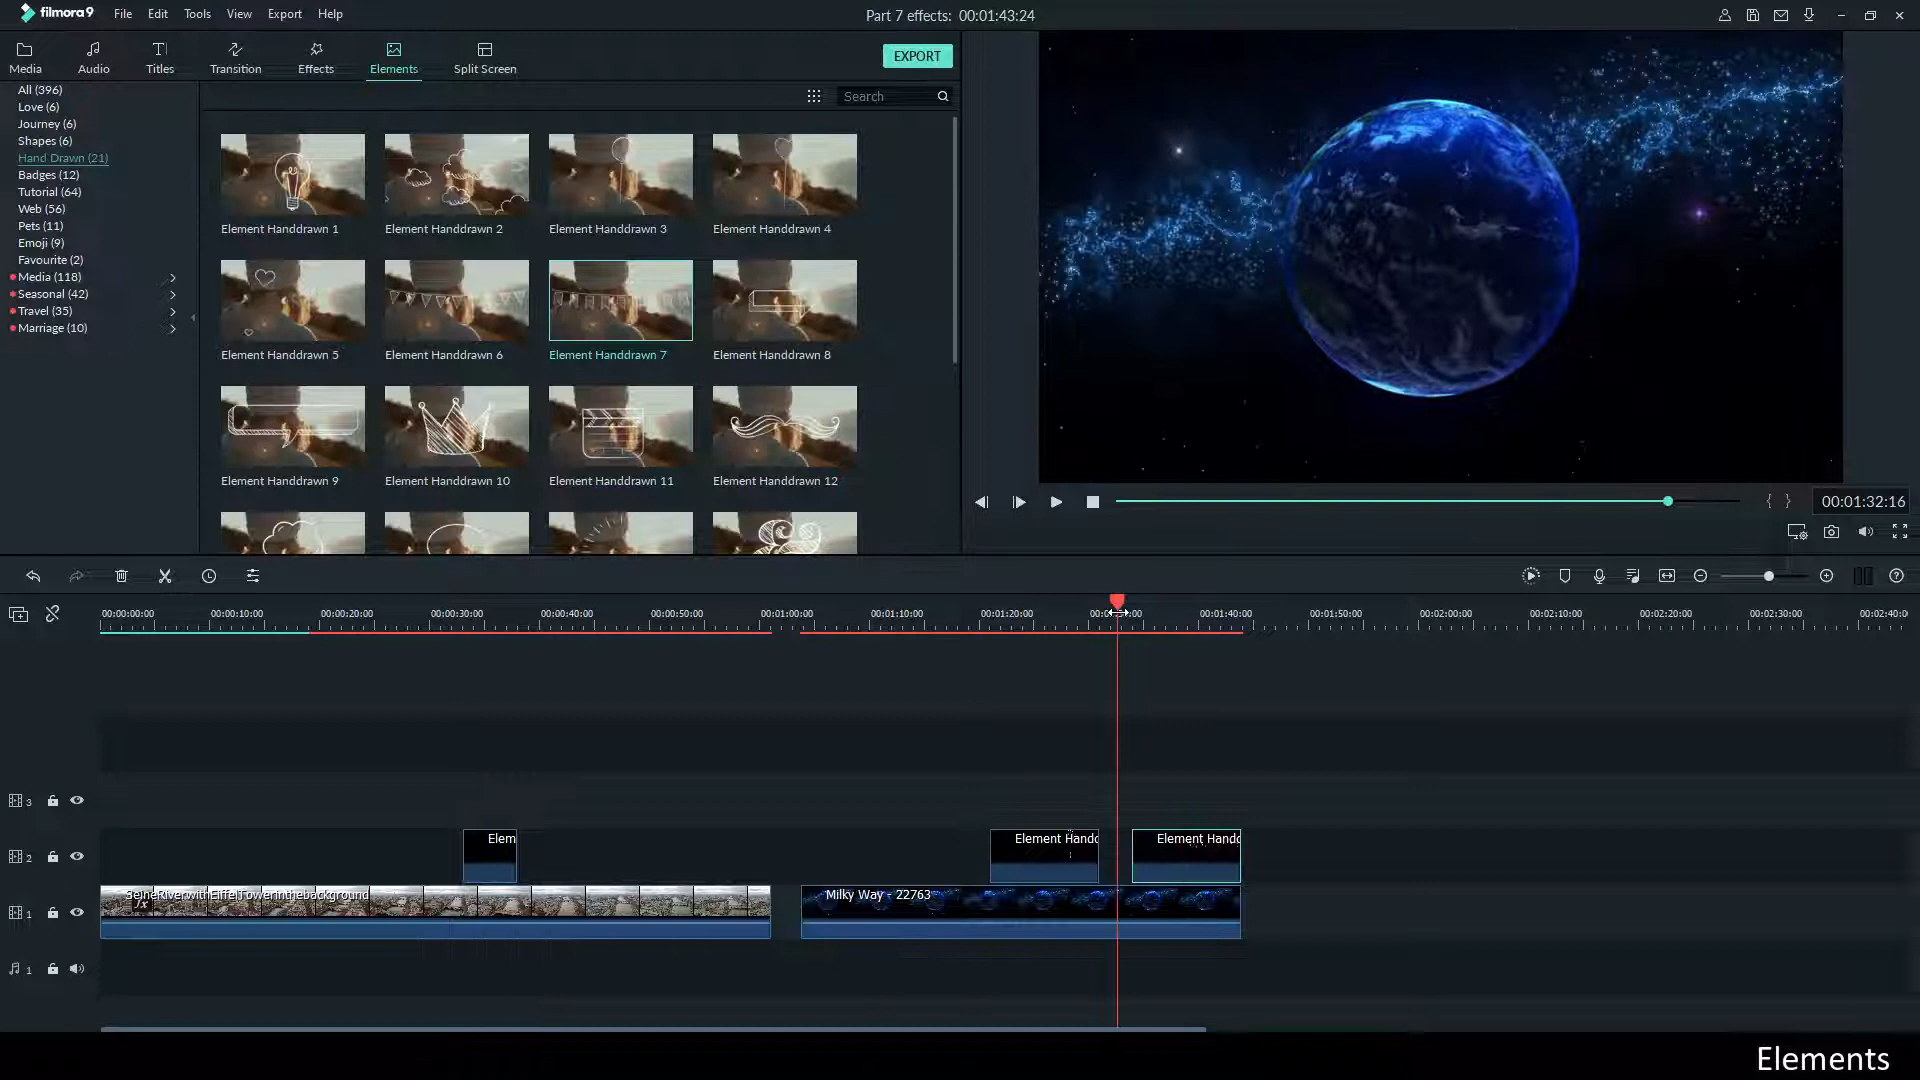 filmora9 File Edit Tools View Export Help Part 7 effects: 00:01:43:24
Media Audio Titles Transition Effects Elements Split Screen EXPORT
Search
All (396)
Love (6)
Journey (6)
Shapes (6)
Hand Drawn (21)
Badges (12)
Tutorial (64)
Web (56)
Pets (11)
Emoji (9)
Favourite (2)
Media (118)
Seasonal (42)
Travel (35)
Marriage (10)
Element Handdrawn 1 Element Handdrawn 2 Element Handdrawn 3 Element Handdrawn 4
Element Handdrawn 5 Element Handdrawn 6 Element Handdrawn 7 Element Handdrawn 8
Element Handdrawn 9 Element Handdrawn 10 Element Handdrawn 11 Element Handdrawn 12
{ } 00:01:32:16
00:00:00:00 00:00:10:00 00:00:20:00 00:00:30:00 00:00:40:00 00:00:50:00 00:01:00:00 00:01:10:00 00:01:20:00 00:01:40:00 00:01:50:00 00:02:00:00 00:02:10:00 00:02:20:00 00:02:30:00 00:02:40:00
3
2 Elem Element Handd Element Handd
1 SeineRiverwithEiffelTowerinthebackground Milky Way - 22763
fx
1
Elements